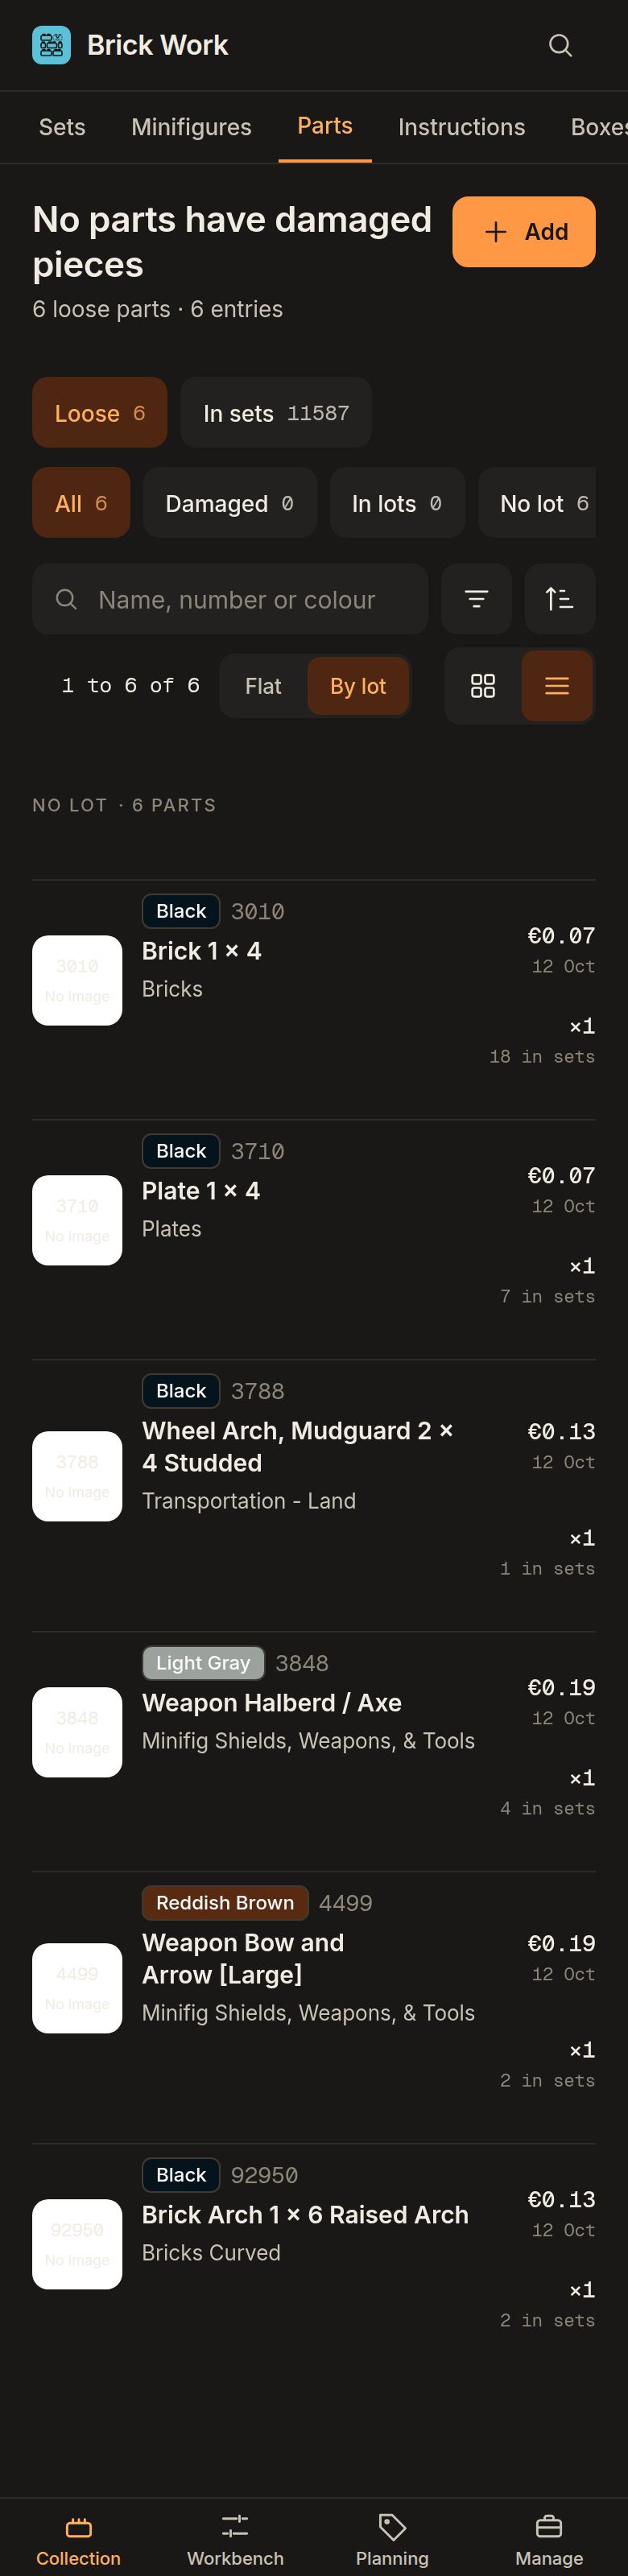 Brick Work
Sets Minifigures Parts Instructions Boxes
No parts have damaged
pieces
+ Add
6 loose parts · 6 entries
Loose 6 In sets 11587
All 6 Damaged 0 In lots 0 No lot 6
Name, number or colour
1 to 6 of 6 Flat By lot
NO LOT · 6 PARTS
Black 3010
Brick 1 × 4
Bricks
3010
No image
€0.07
12 Oct
×1
18 in sets
Black 3710
Plate 1 × 4
Plates
3710
No image
€0.07
12 Oct
×1
7 in sets
Black 3788
Wheel Arch, Mudguard 2 ×
4 Studded
Transportation - Land
3788
No image
€0.13
12 Oct
×1
1 in sets
Light Gray 3848
Weapon Halberd / Axe
Minifig Shields, Weapons, & Tools
3848
No image
€0.19
12 Oct
×1
4 in sets
Reddish Brown 4499
Weapon Bow and
Arrow [Large]
Minifig Shields, Weapons, & Tools
4499
No image
€0.19
12 Oct
×1
2 in sets
Black 92950
Brick Arch 1 × 6 Raised Arch
Bricks Curved
92950
No image
€0.13
12 Oct
×1
2 in sets
Collection Workbench Planning Manage